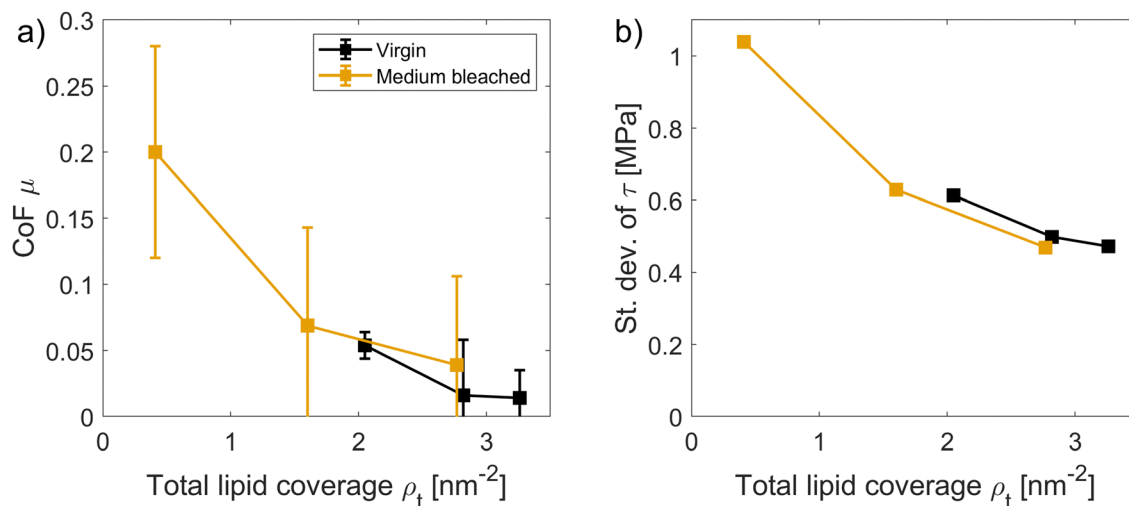 a)
0.3
0.25
0.2
0.15
0.1
0.05
0
CoF μ
Virgin
Medium bleached
0 1 2 3
Total lipid coverage ρt [nm-2]
b)
1
0.8
0.6
0.4
0.2
0
St. dev. of τ [MPa]
0 1 2 3
Total lipid coverage ρt [nm-2]